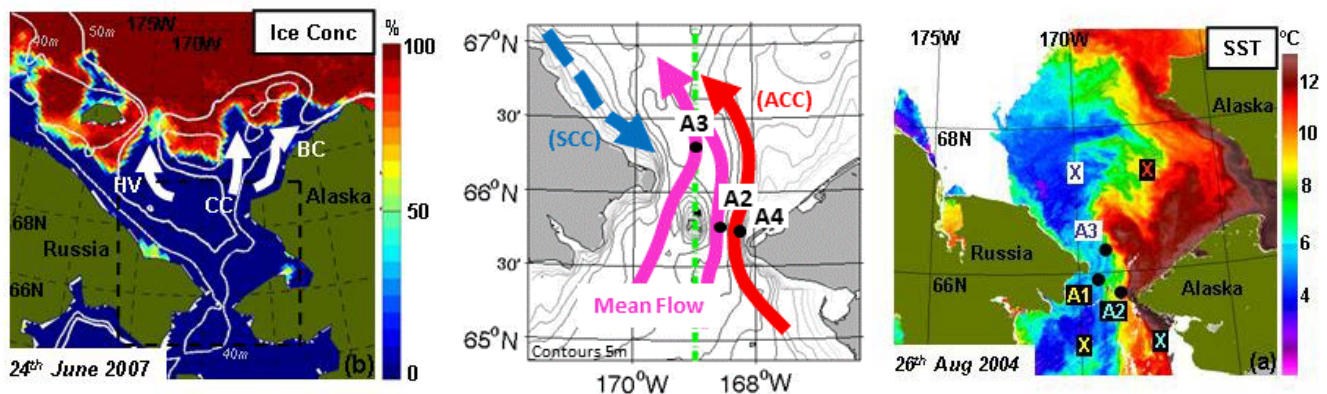 175W
170W
50m
40m
Ice Conc
%
100
50
0
HV
CC
BC
Alaska
68N
Russia
66N
40m
24th June 2007
(b)
67°N
30'
66°N
30'
65°N
(SCC)
(ACC)
A3
A2
A4
Mean Flow
Contours 5m
170°W
168°W
175W
170W
SST
°C
12
10
8
6
4
Alaska
68N
X
X
A3
Russia
66N
A1
A2
Alaska
X
X
26th Aug 2004
(a)